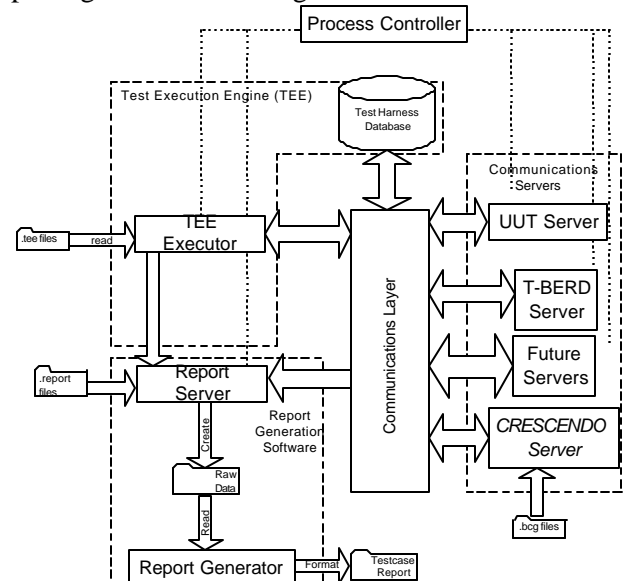 Process Controller
Test Execution Engine (TEE)
Test Harness
Database
Communications
Servers
TEE
Executor
UUT Server
.tee files
read
T-BERD
Server
Communications Layer
Future
Servers
.report
files
Report
Server
Report
Generation
Software
CRESCENDO
Server
Create
Raw
Data
Read
.bcg files
Report Generator
Format
Testcase
Report